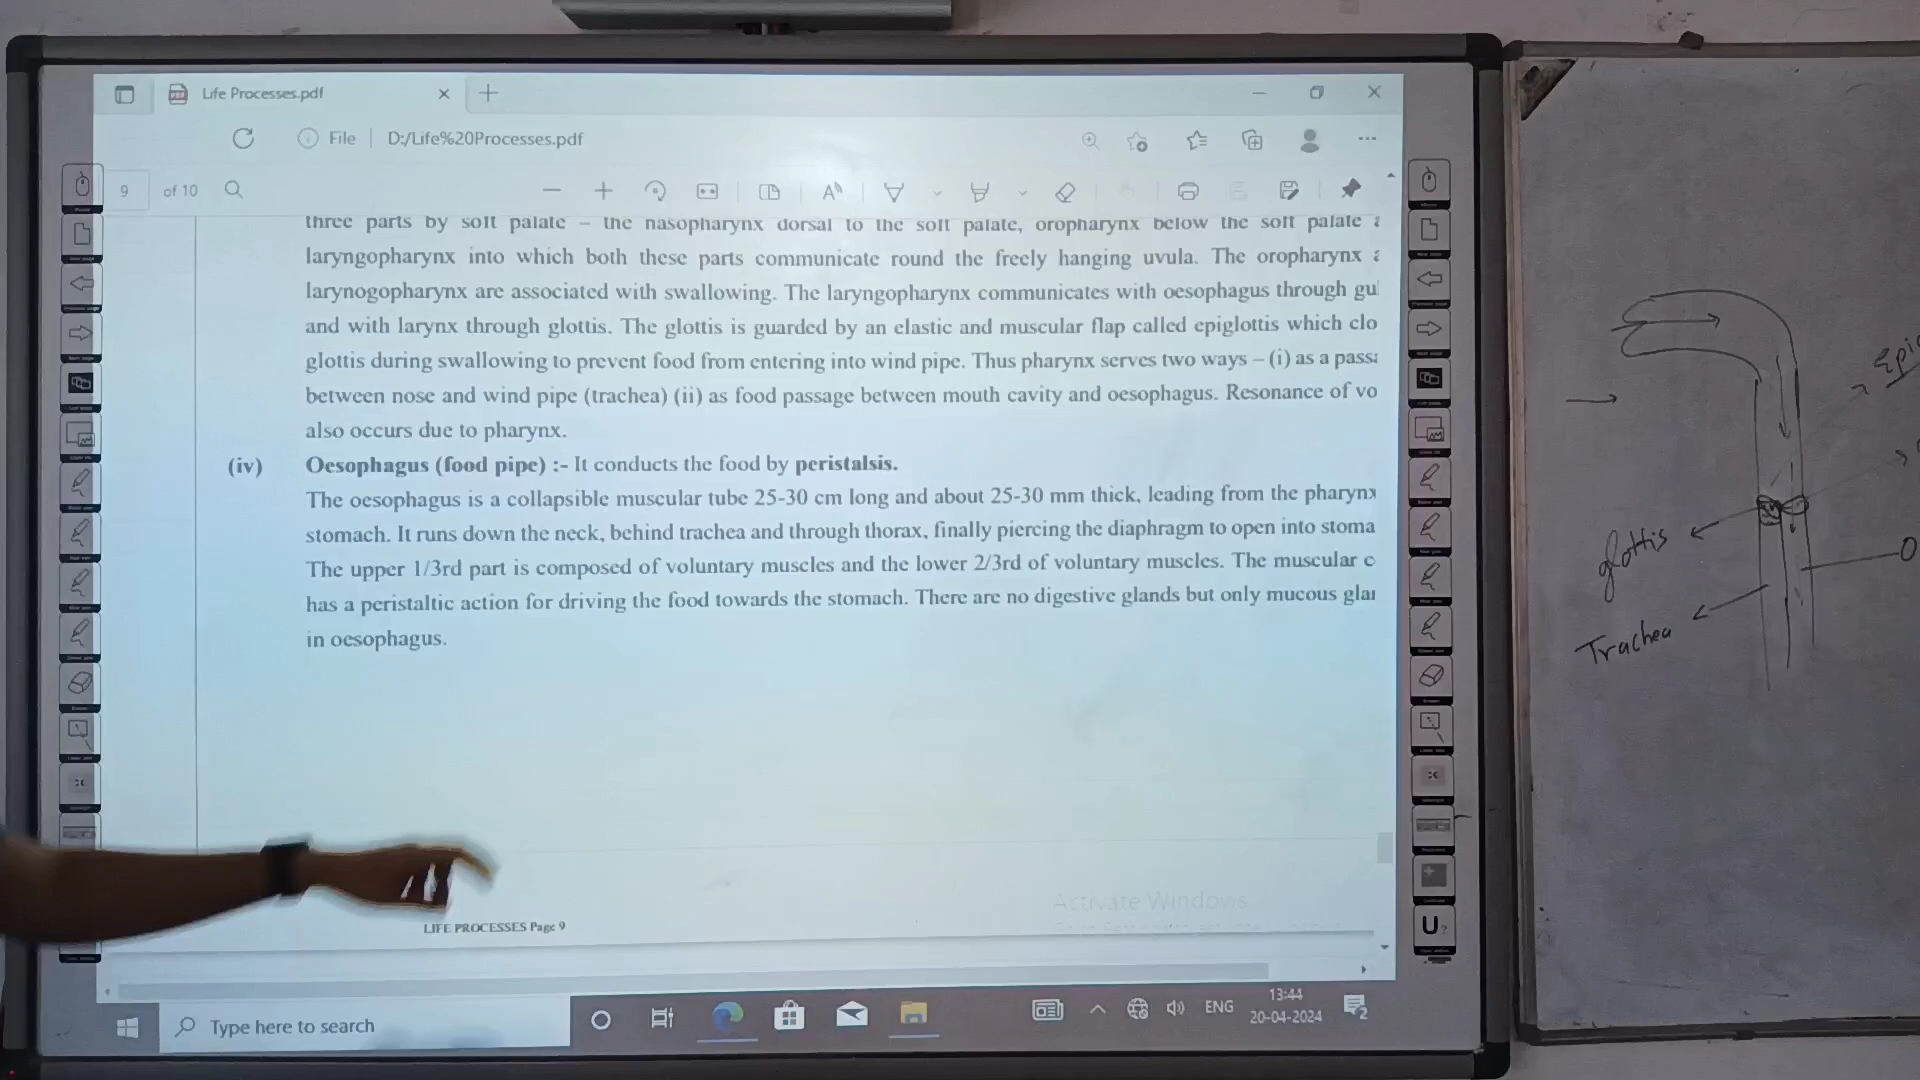 Life Processes.pdf
File
D:/Life%20Processes.pdf
9 of 10
three parts by soft palate – the nasopharynx dorsal to the soft palate, oropharynx below the soft palate a
laryngopharynx into which both these parts communicate round the freely hanging uvula. The oropharynx a
larynogopharynx are associated with swallowing. The laryngopharynx communicates with oesophagus through gu
and with larynx through glottis. The glottis is guarded by an elastic and muscular flap called epiglottis which clo
glottis during swallowing to prevent food from entering into wind pipe. Thus pharynx serves two ways – (i) as a passa
between nose and wind pipe (trachea) (ii) as food passage between mouth cavity and oesophagus. Resonance of vo
also occurs due to pharynx.
(iv) Oesophagus (food pipe) :- It conducts the food by peristalsis.
The oesophagus is a collapsible muscular tube 25-30 cm long and about 25-30 mm thick, leading from the pharynx
stomach. It runs down the neck, behind trachea and through thorax, finally piercing the diaphragm to open into stoma
The upper 1/3rd part is composed of voluntary muscles and the lower 2/3rd of voluntary muscles. The muscular c
has a peristaltic action for driving the food towards the stomach. There are no digestive glands but only mucous glan
in oesophagus.
Activate Windows
LIFE PROCESSES Page 9
Type here to search
ENG
13:44
20-04-2024
2
U?
Epig
glottis
O
Trachea